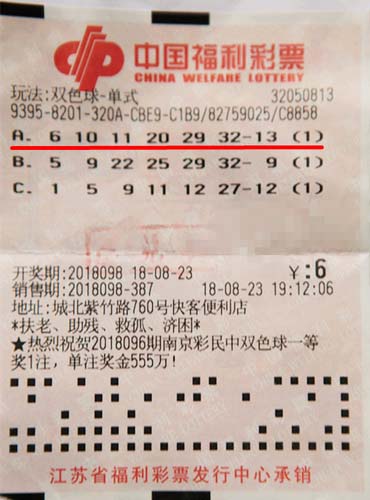 中国福利彩票
CHINA WELFARE LOTTERY
玩法:双色球-单式 32050813
9395-8201-320A-CBE9-C1B9/82759025/C8858
A. 6 10 11 20 29 32-13 (1)
B. 5 9 22 25 29 32- 9 (1)
C. 1 5 9 11 12 27-12 (1)
开奖期:2018098 18-08-23 ¥:6
销售期:2018098-387 18-08-23 19:12:06
地址:城北紫竹路760号快客便利店
*扶老、助残、救孤、济困*
★热烈祝贺2018096期南京彩民中双色球一等
奖1注,单注奖金555万!
江苏省福利彩票发行中心承销